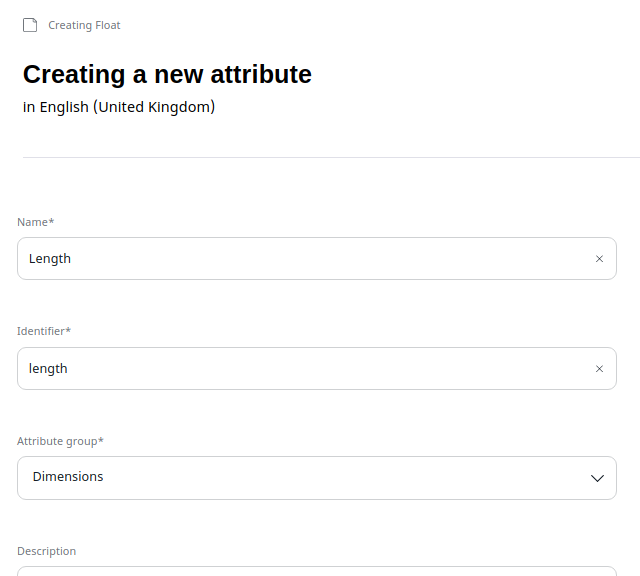 Creating Float
Creating a new attribute
in English (United Kingdom)
Name*
Length
Identifier*
length
Attribute group*
Dimensions
Description